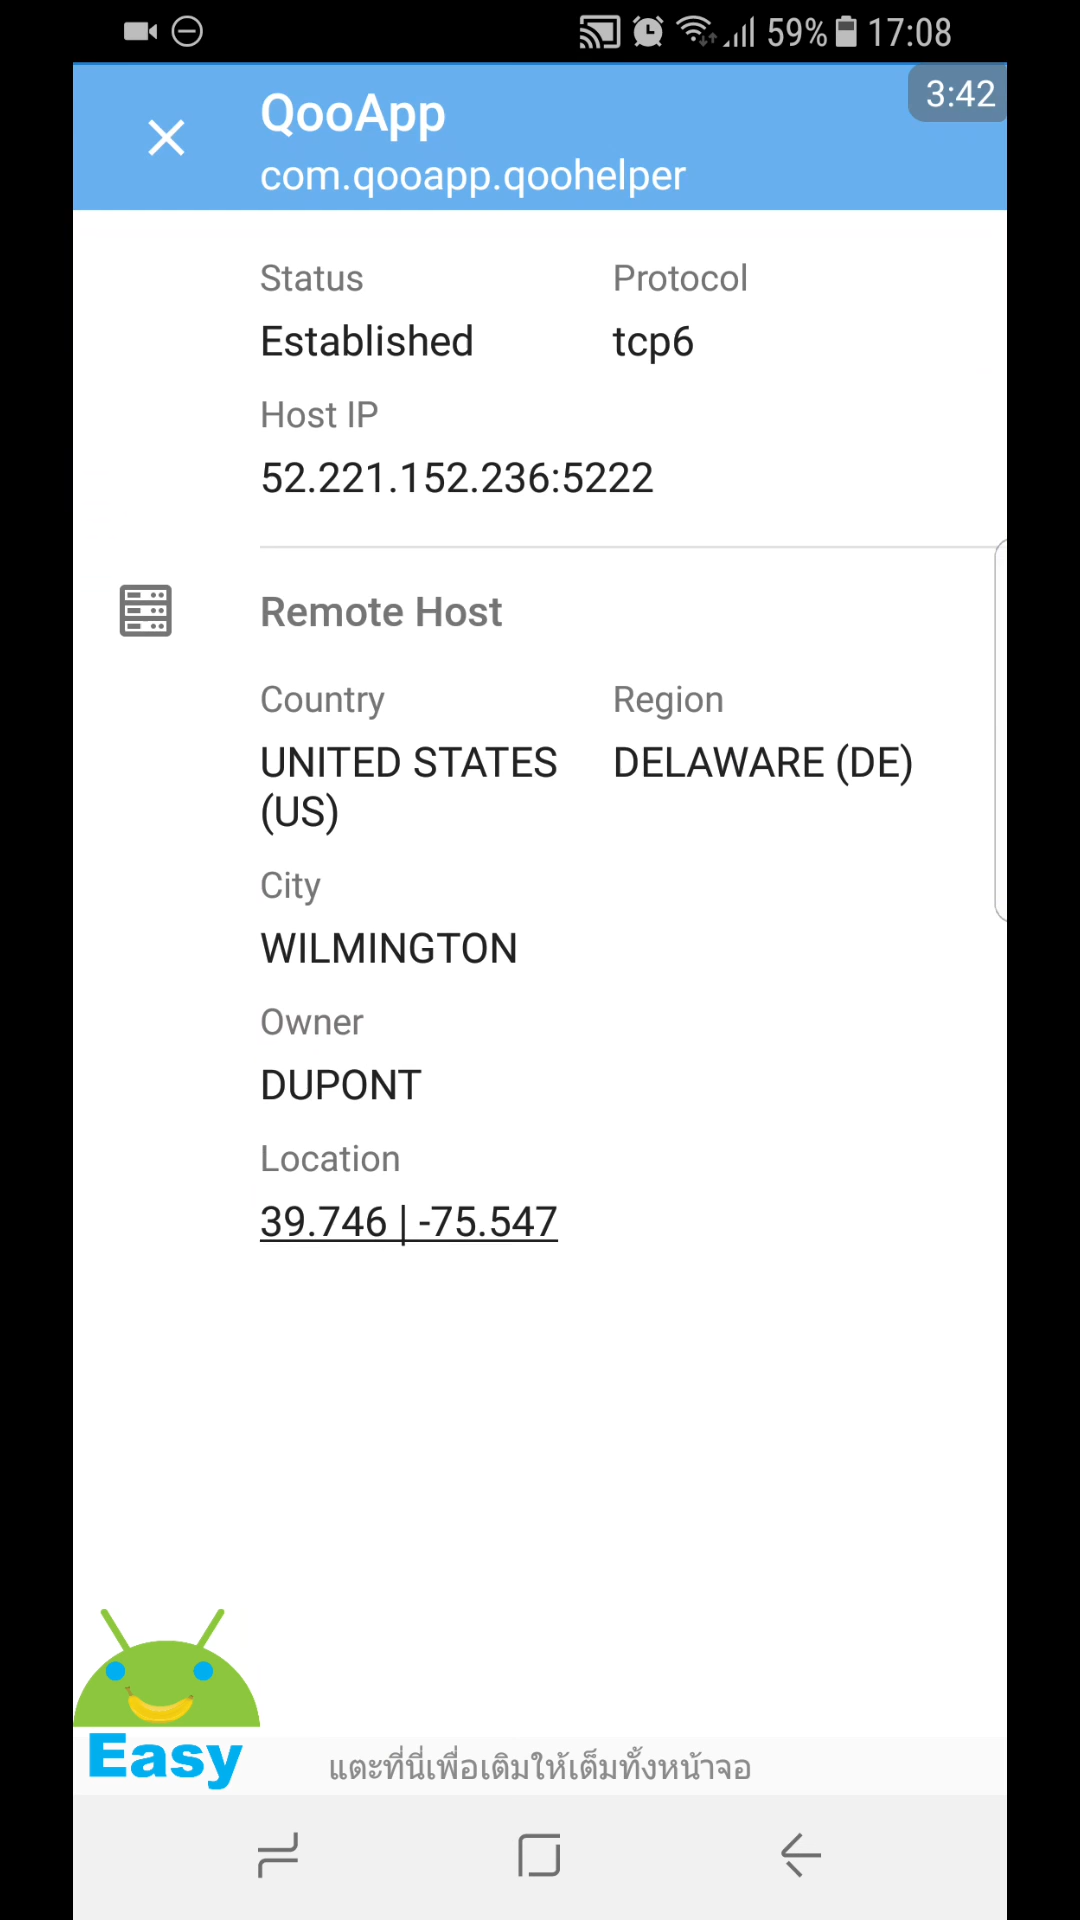 59% 17:08
3:42
QooApp
com.qooapp.qoohelper
Status Protocol
Established tcp6
Host IP
52.221.152.236:5222
Remote Host
Country Region
UNITED STATES DELAWARE (DE)
(US)
City
WILMINGTON
Owner
DUPONT
Location
39.746 | -75.547
Easy
แตะที่นี่เพื่อเติมให้เต็มทั้งหน้าจอ